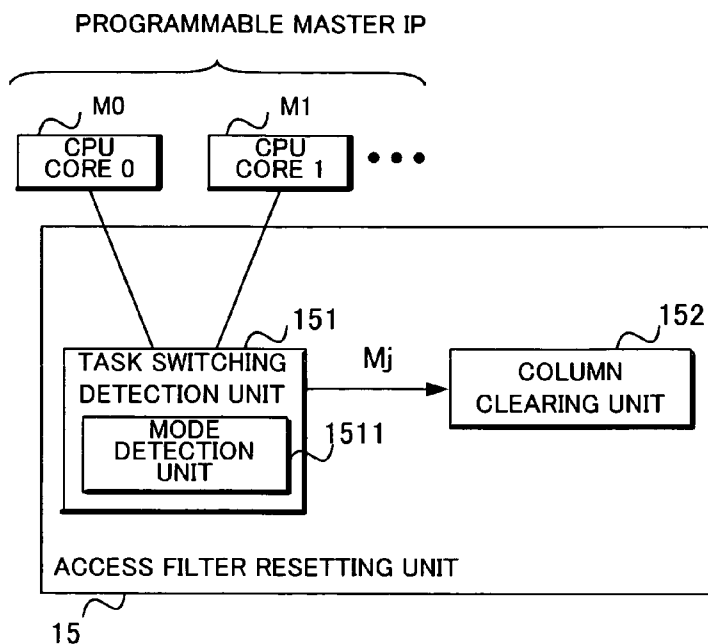 PROGRAMMABLE MASTER IP
M0
M1
CPU
CORE 0
CPU
CORE 1
151
152
TASK SWITCHING
DETECTION UNIT
Mj
COLUMN
CLEARING UNIT
MODE
DETECTION
UNIT
1511
ACCESS FILTER RESETTING UNIT
15